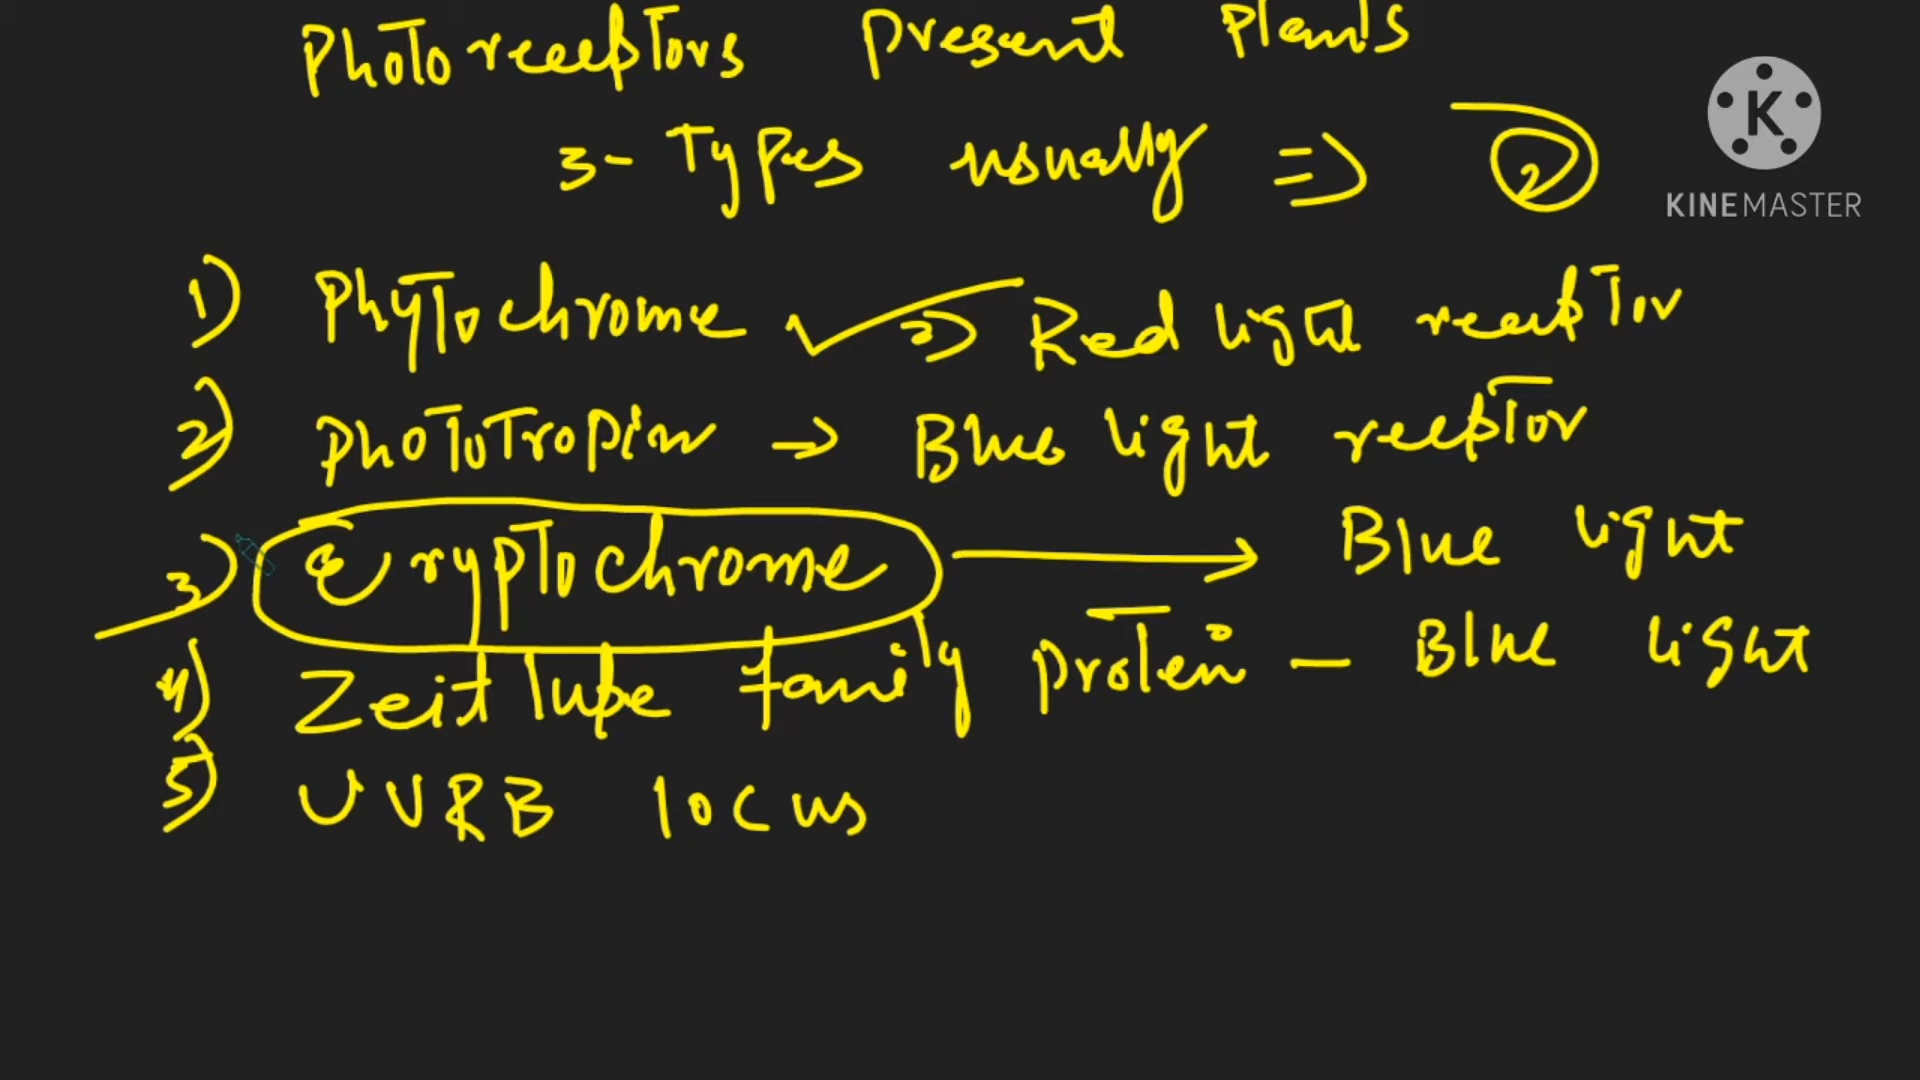 Photoreceptors present Plants
3- Types usually => 2
K
KINEMASTER
1) Phytochrome ✓ => Red light receptor
2) Phototropin → Blue light receptor
3) Cryptochrome → Blue light
4) Zeitlupe family protein - Blue light
5) UVRB locus